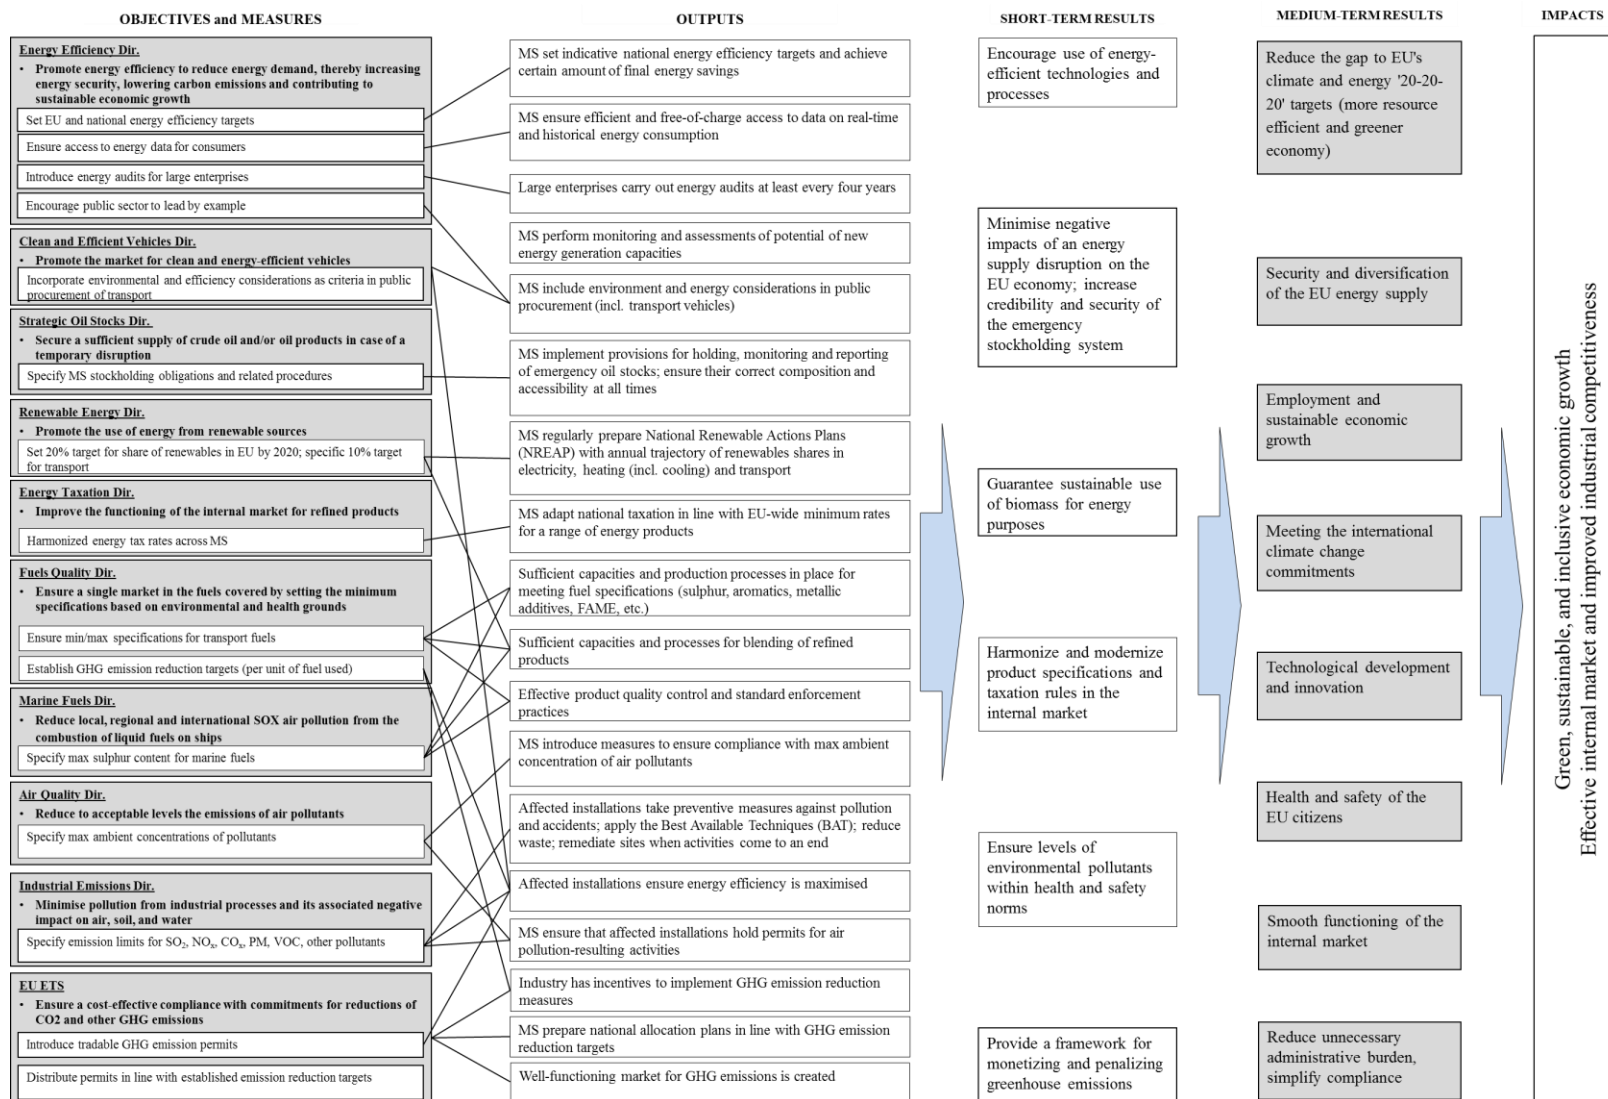 OBJECTIVES and MEASURES
Energy Efficiency Dir.
• Promote energy efficiency to reduce energy demand, thereby increasing
energy security, lowering carbon emissions and contributing to
sustainable economic growth
Set EU and national energy efficiency targets
Ensure access to energy data for consumers
Introduce energy audits for large enterprises
Encourage public sector to lead by example
Clean and Efficient Vehicles Dir.
• Promote the market for clean and energy-efficient vehicles
Incorporate environmental and efficiency considerations as criteria in public
procurement of transport
Strategic Oil Stocks Dir.
• Secure a sufficient supply of crude oil and/or oil products in case of a
temporary disruption
Specify MS stockholding obligations and related procedures
Renewable Energy Dir.
• Promote the use of energy from renewable sources
Set 20% target for share of renewables in EU by 2020; specific 10% target
for transport
Energy Taxation Dir.
• Improve the functioning of the internal market for refined products
Harmonized energy tax rates across MS
Fuels Quality Dir.
• Ensure a single market in the fuels covered by setting the minimum
specifications based on environmental and health grounds
Ensure min/max specifications for transport fuels
Establish GHG emission reduction targets (per unit of fuel used)
Marine Fuels Dir.
• Reduce local, regional and international SOX air pollution from the
combustion of liquid fuels on ships
Specify max sulphur content for marine fuels
Air Quality Dir.
• Reduce to acceptable levels the emissions of air pollutants
Specify max ambient concentrations of pollutants
Industrial Emissions Dir.
• Minimise pollution from industrial processes and its associated negative
impact on air, soil, and water
Specify emission limits for SO₂, NOₓ, COₓ, PM, VOC, other pollutants
EU ETS
• Ensure a cost-effective compliance with commitments for reductions of
CO2 and other GHG emissions
Introduce tradable GHG emission permits
Distribute permits in line with established emission reduction targets
OUTPUTS
MS set indicative national energy efficiency targets and achieve
certain amount of final energy savings
MS ensure efficient and free-of-charge access to data on real-time
and historical energy consumption
Large enterprises carry out energy audits at least every four years
MS perform monitoring and assessments of potential of new
energy generation capacities
MS include environment and energy considerations in public
procurement (incl. transport vehicles)
MS implement provisions for holding, monitoring and reporting
of emergency oil stocks; ensure their correct composition and
accessibility at all times
MS regularly prepare National Renewable Actions Plans
(NREAP) with annual trajectory of renewables shares in
electricity, heating (incl. cooling) and transport
MS adapt national taxation in line with EU-wide minimum rates
for a range of energy products
Sufficient capacities and production processes in place for
meeting fuel specifications (sulphur, aromatics, metallic
additives, FAME, etc.)
Sufficient capacities and processes for blending of refined
products
Effective product quality control and standard enforcement
practices
MS introduce measures to ensure compliance with max ambient
concentration of air pollutants
Affected installations take preventive measures against pollution
and accidents; apply the Best Available Techniques (BAT); reduce
waste; remediate sites when activities come to an end
Affected installations ensure energy efficiency is maximised
MS ensure that affected installations hold permits for air
pollution-resulting activities
Industry has incentives to implement GHG emission reduction
measures
MS prepare national allocation plans in line with GHG emission
reduction targets
Well-functioning market for GHG emissions is created
SHORT-TERM RESULTS
Encourage use of energy-
efficient technologies and
processes
Minimise negative
impacts of an energy
supply disruption on the
EU economy; increase
credibility and security of
the emergency
stockholding system
Guarantee sustainable use
of biomass for energy
purposes
Harmonize and modernize
product specifications and
taxation rules in the
internal market
Ensure levels of
environmental pollutants
within health and safety
norms
Provide a framework for
monetizing and penalizing
greenhouse emissions
MEDIUM-TERM RESULTS
Reduce the gap to EU's
climate and energy '20-20-
20' targets (more resource
efficient and greener
economy)
Security and diversification
of the EU energy supply
Employment and
sustainable economic
growth
Meeting the international
climate change
commitments
Technological development
and innovation
Health and safety of the
EU citizens
Smooth functioning of the
internal market
Reduce unnecessary
administrative burden,
simplify compliance
IMPACTS
Green, sustainable, and inclusive economic growth
Effective internal market and improved industrial competitiveness